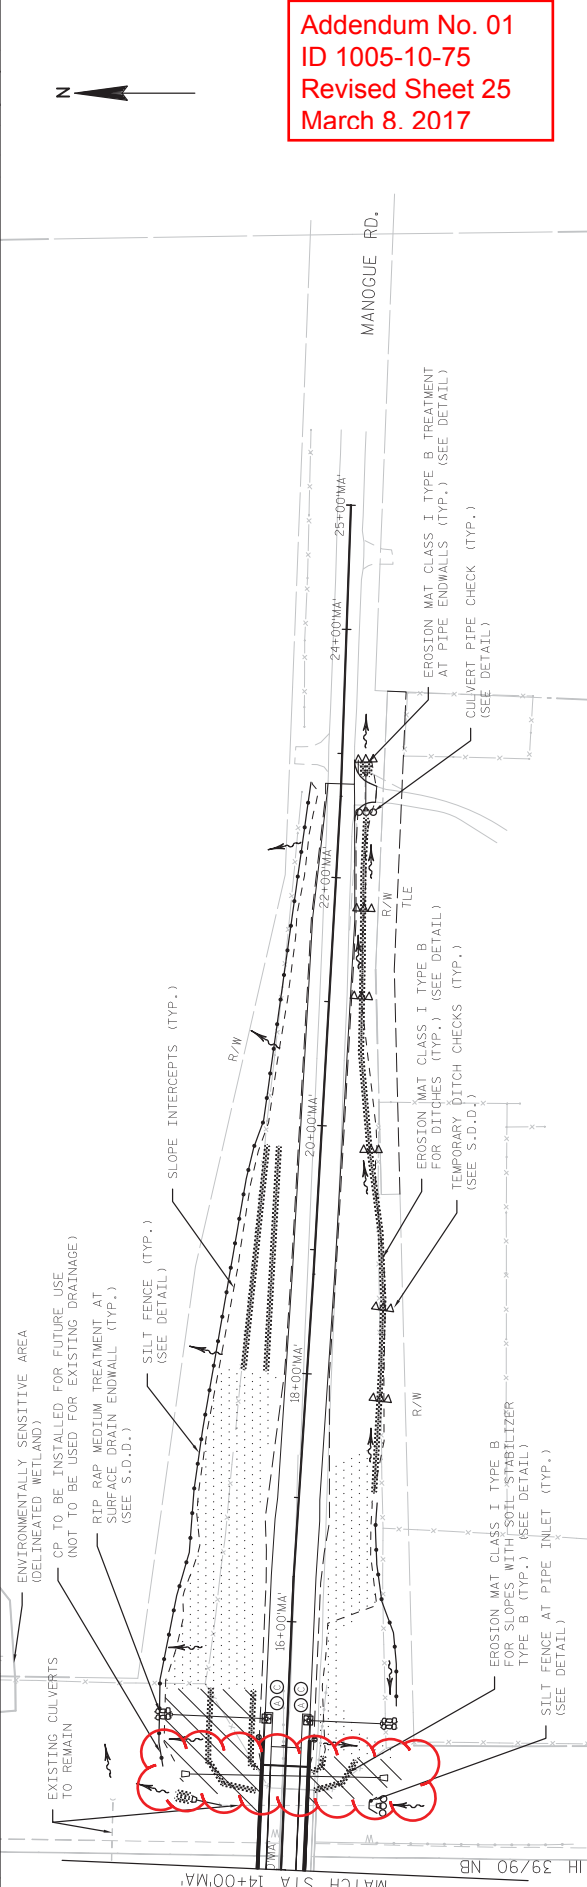 Addendum No. 01
ID 1005-10-75
Revised Sheet 25
March 8, 2017
N
MANOGUE RD.
ENVIRONMENTALLY SENSITIVE AREA
(DELINEATED WETLAND)
EXISTING CULVERTS
TO REMAIN
CP TO BE INSTALLED FOR FUTURE USE
(NOT TO BE USED FOR EXISTING DRAINAGE)
RIP RAP MEDIUM TREATMENT AT
SURFACE DRAIN ENDWALL (TYP.)
(SEE S.D.D.)
SILT FENCE (TYP.)
(SEE DETAIL)
SLOPE INTERCEPTS (TYP.)
R/W
16+00'MA'
18+00'MA'
20+00'MA'
22+00'MA'
24+00'MA'
25+00'MA'
A C
A C
R/W
TLE
R/W
EROSION MAT CLASS I TYPE B TREATMENT
AT PIPE ENDWALLS (TYP.) (SEE DETAIL)
CULVERT PIPE CHECK (TYP.)
(SEE DETAIL)
EROSION MAT CLASS I TYPE B
FOR DITCHES (TYP.) (SEE DETAIL)
TEMPORARY DITCH CHECKS (TYP.)
(SEE S.D.D.)
EROSION MAT CLASS I TYPE B
FOR SLOPES WITH SOIL STABILIZER
TYPE B (TYP.) (SEE DETAIL)
SILT FENCE AT PIPE INLET (TYP.)
(SEE DETAIL)
W
W
MATCH STA 14+00'MA'
IH 39/90 NB